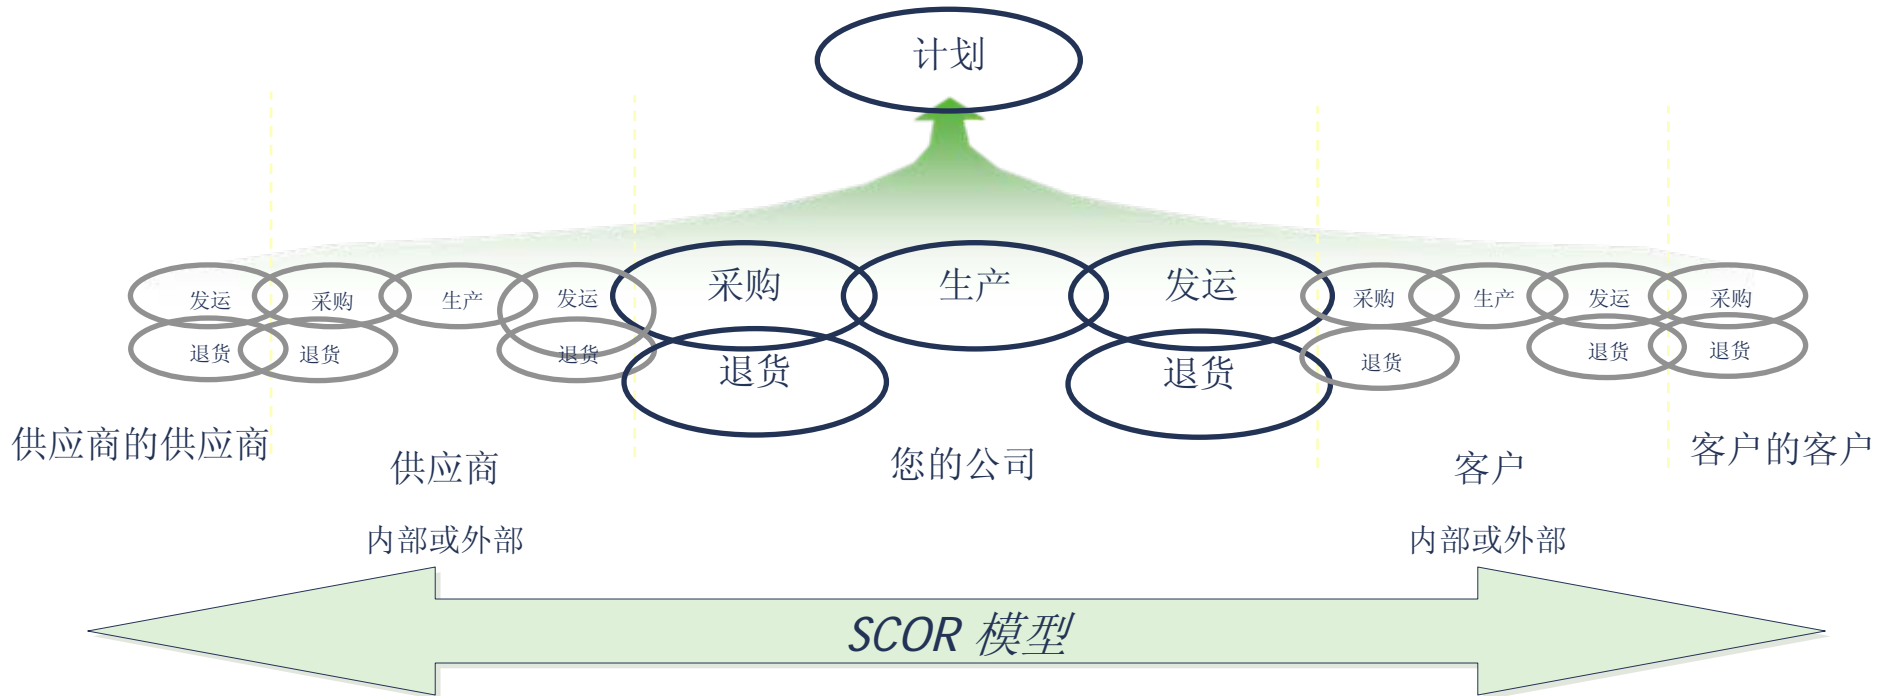 计划
发运
采购
生产
发运
采购
生产
发运
采购
生产
发运
采购
退货
退货
退货
退货
退货
退货
退货
退货
供应商的供应商
供应商
您的公司
客户
客户的客户
内部或外部
内部或外部
SCOR 模型